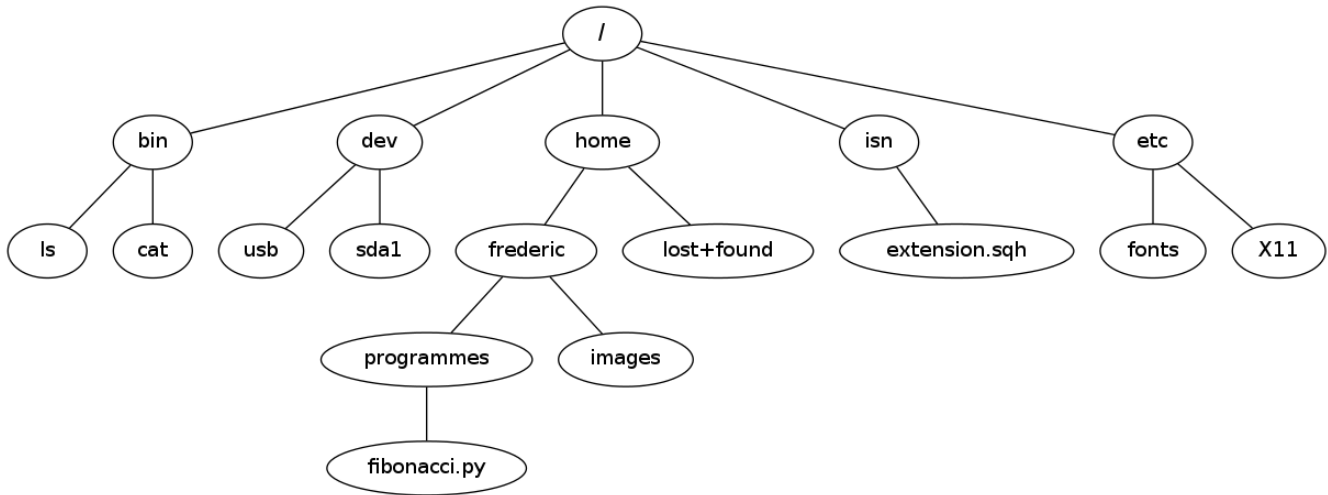 /
bin dev home isn etc
ls cat usb sda1 frederic lost+found extension.sqh fonts X11
programmes images
fibonacci.py